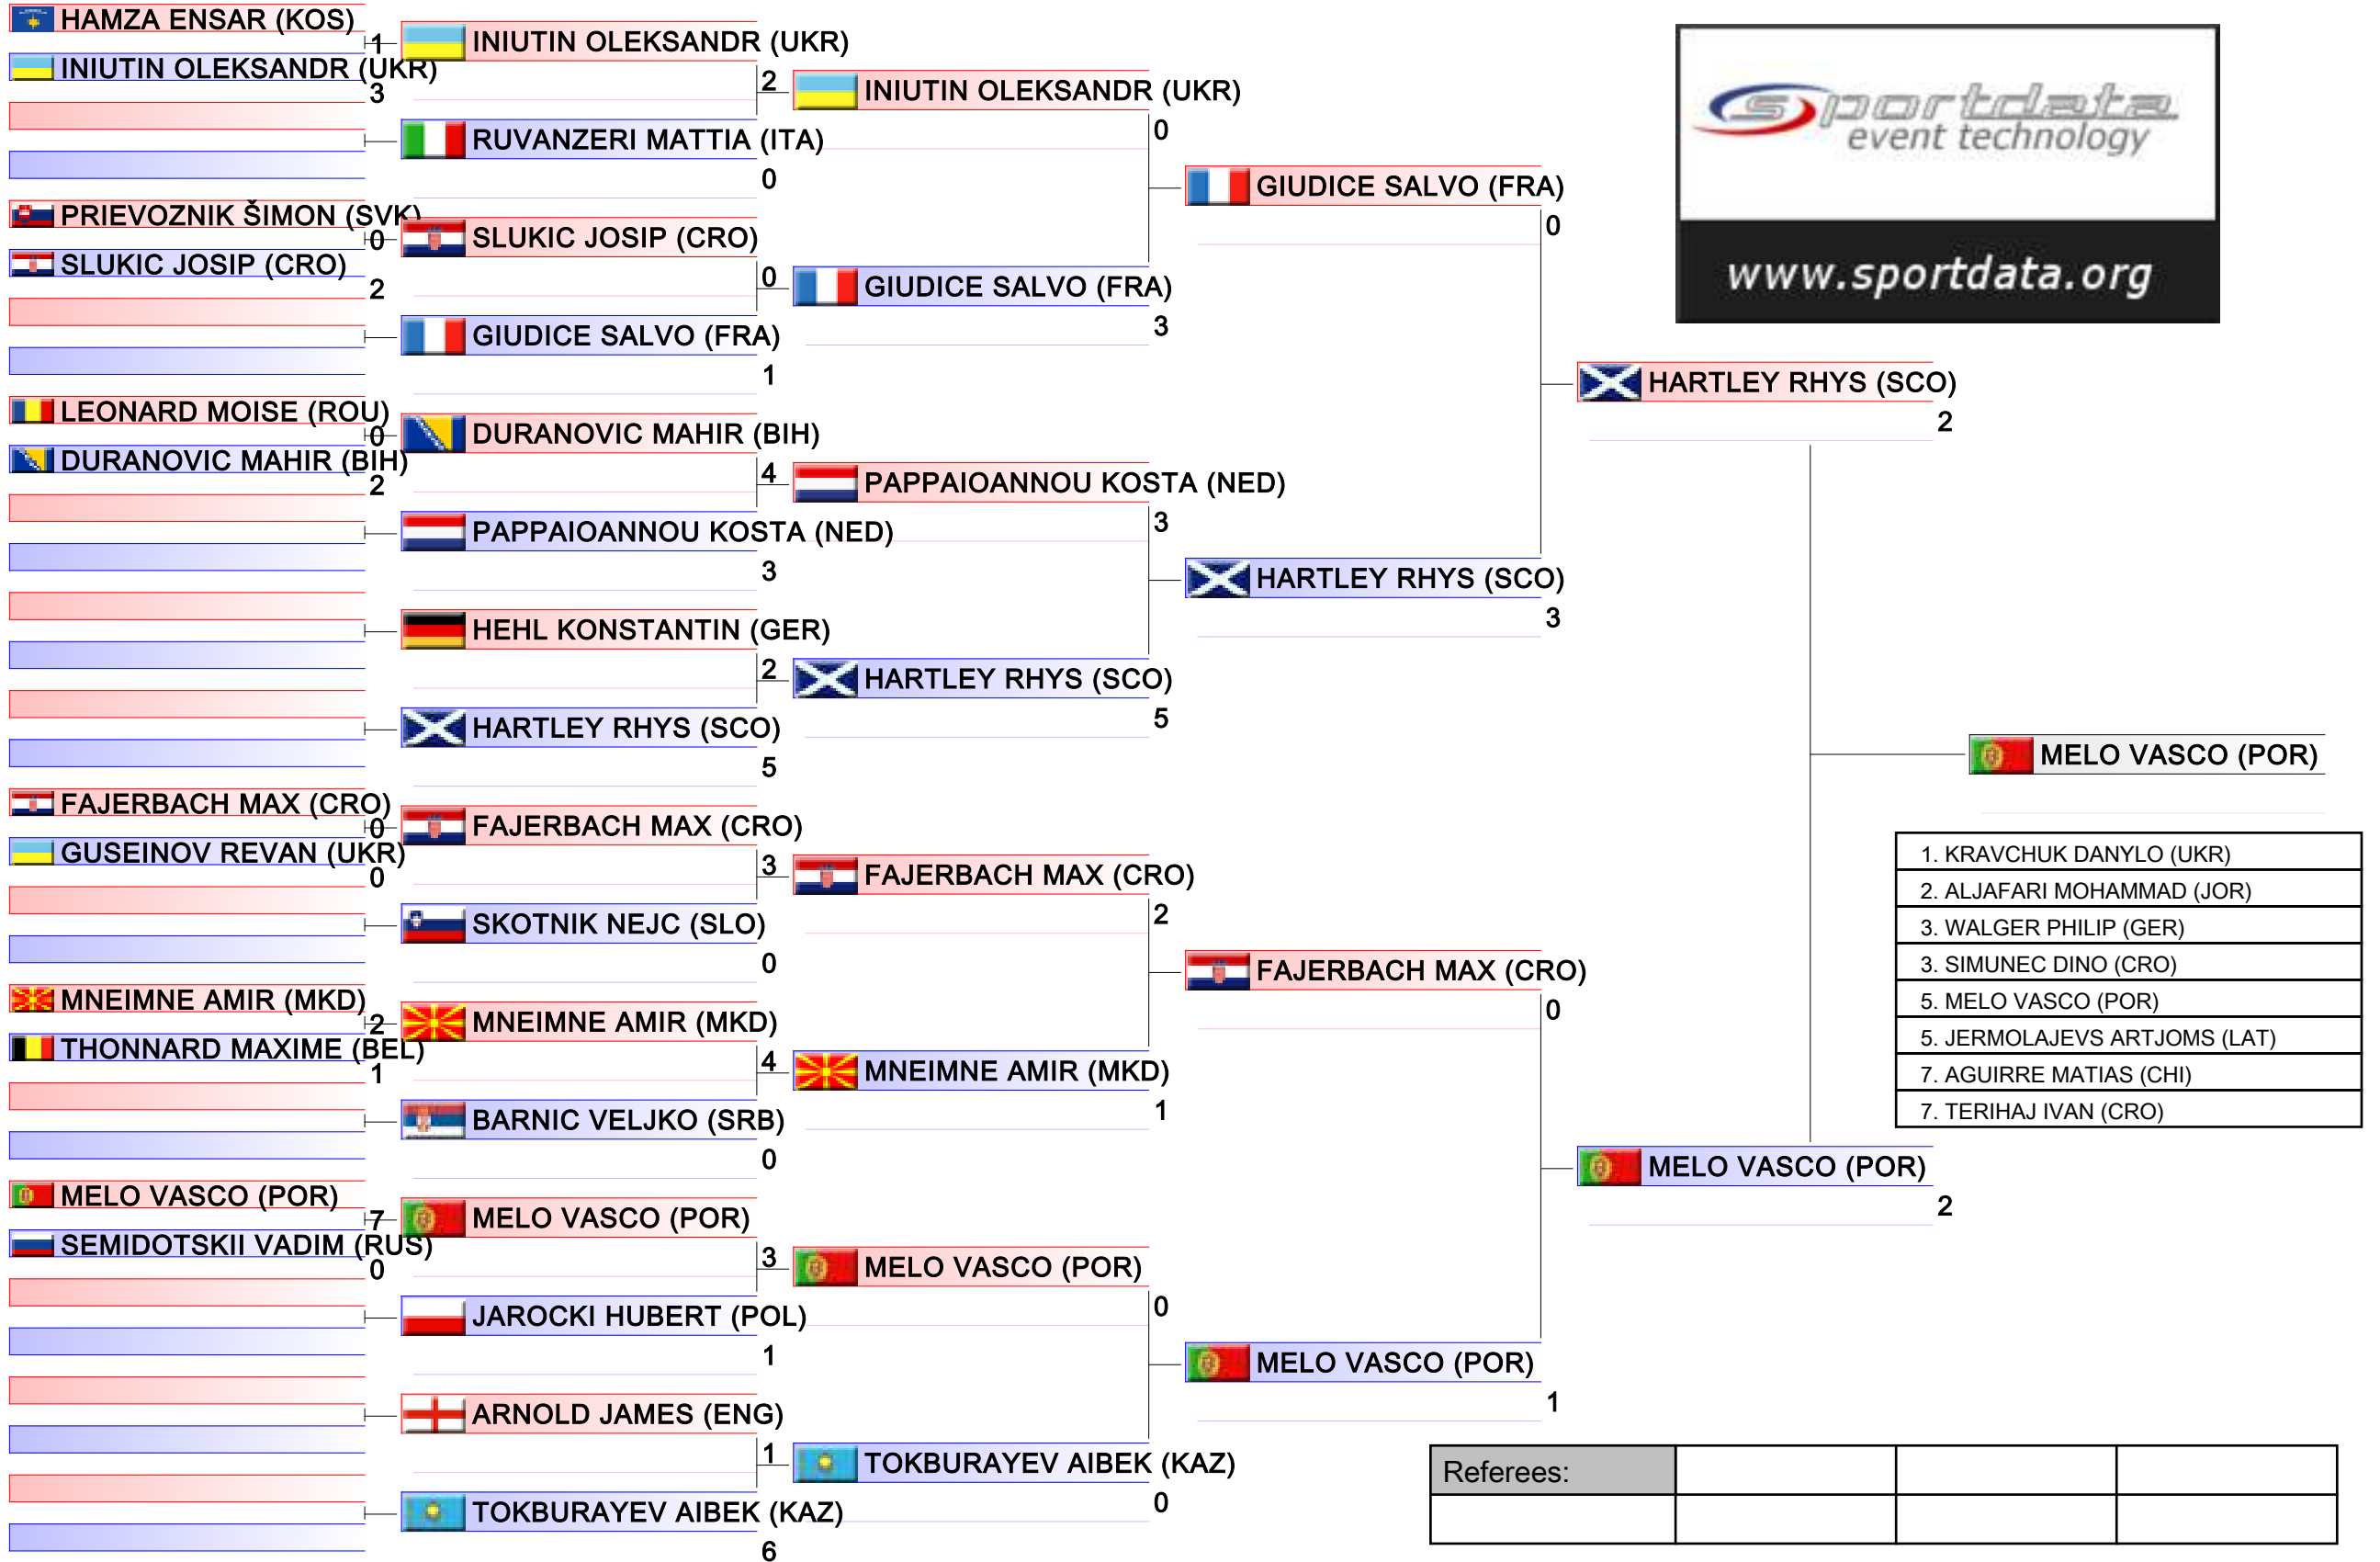 HAMZA ENSAR (KOS)
1
INIUTIN OLEKSANDR (UKR)
3
PRIEVOZNIK ŠIMON (SVK)
0
SLUKIC JOSIP (CRO)
2
LEONARD MOISE (ROU)
0
DURANOVIC MAHIR (BIH)
2
FAJERBACH MAX (CRO)
0
GUSEINOV REVAN (UKR)
0
MNEIMNE AMIR (MKD)
2
THONNARD MAXIME (BEL)
1
MELO VASCO (POR)
7
SEMIDOTSKII VADIM (RUS)
0
INIUTIN OLEKSANDR (UKR)
2
RUVANZERI MATTIA (ITA)
0
SLUKIC JOSIP (CRO)
0
GIUDICE SALVO (FRA)
1
DURANOVIC MAHIR (BIH)
4
PAPPAIOANNOU KOSTA (NED)
3
HEHL KONSTANTIN (GER)
2
HARTLEY RHYS (SCO)
5
FAJERBACH MAX (CRO)
3
SKOTNIK NEJC (SLO)
0
MNEIMNE AMIR (MKD)
4
BARNIC VELJKO (SRB)
0
MELO VASCO (POR)
3
JAROCKI HUBERT (POL)
1
ARNOLD JAMES (ENG)
1
TOKBURAYEV AIBEK (KAZ)
6
INIUTIN OLEKSANDR (UKR)
0
GIUDICE SALVO (FRA)
3
PAPPAIOANNOU KOSTA (NED)
3
HARTLEY RHYS (SCO)
5
FAJERBACH MAX (CRO)
2
MNEIMNE AMIR (MKD)
1
MELO VASCO (POR)
0
TOKBURAYEV AIBEK (KAZ)
0
GIUDICE SALVO (FRA)
0
HARTLEY RHYS (SCO)
3
FAJERBACH MAX (CRO)
0
MELO VASCO (POR)
1
HARTLEY RHYS (SCO)
2
MELO VASCO (POR)
2
MELO VASCO (POR)
sportdata
event technology
www.sportdata.org
1. KRAVCHUK DANYLO (UKR)
2. ALJAFARI MOHAMMAD (JOR)
3. WALGER PHILIP (GER)
3. SIMUNEC DINO (CRO)
5. MELO VASCO (POR)
5. JERMOLAJEVS ARTJOMS (LAT)
7. AGUIRRE MATIAS (CHI)
7. TERIHAJ IVAN (CRO)
Referees: